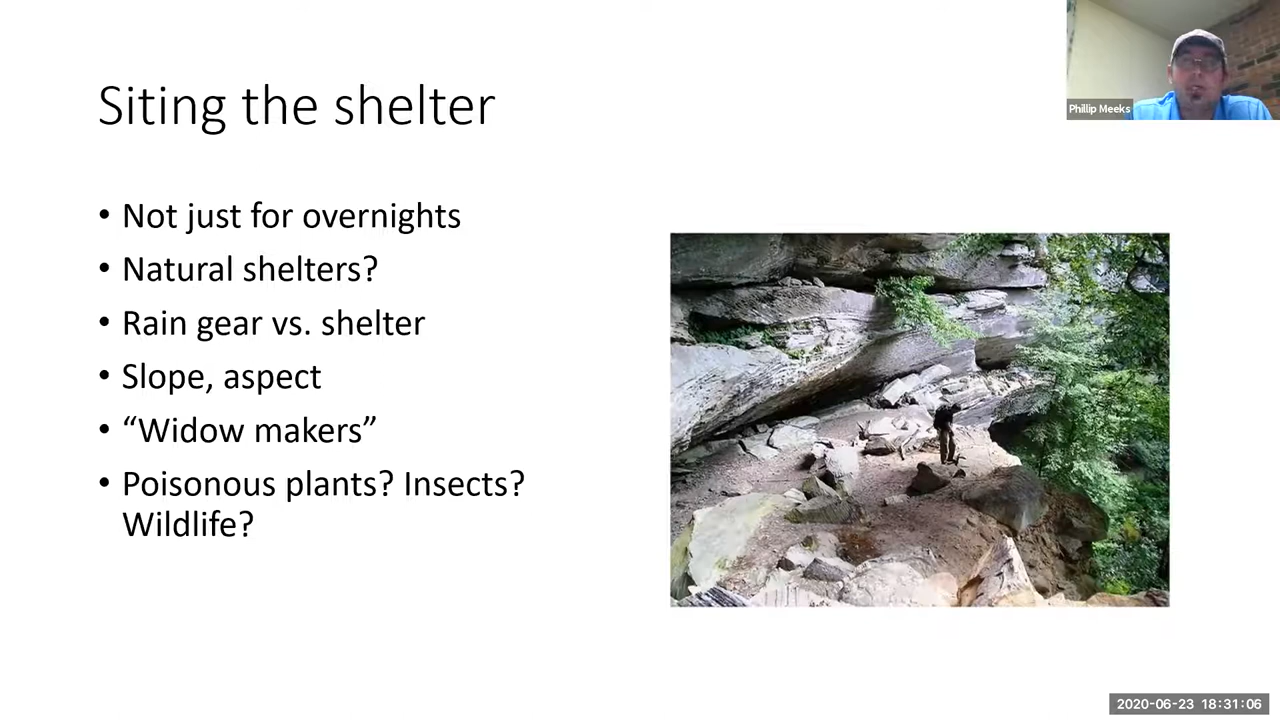 Siting the shelter
Phillip Meeks
• Not just for overnights
• Natural shelters?
• Rain gear vs. shelter
• Slope, aspect
• “Widow makers”
• Poisonous plants? Insects?
Wildlife?
2020-06-23 18:31:06